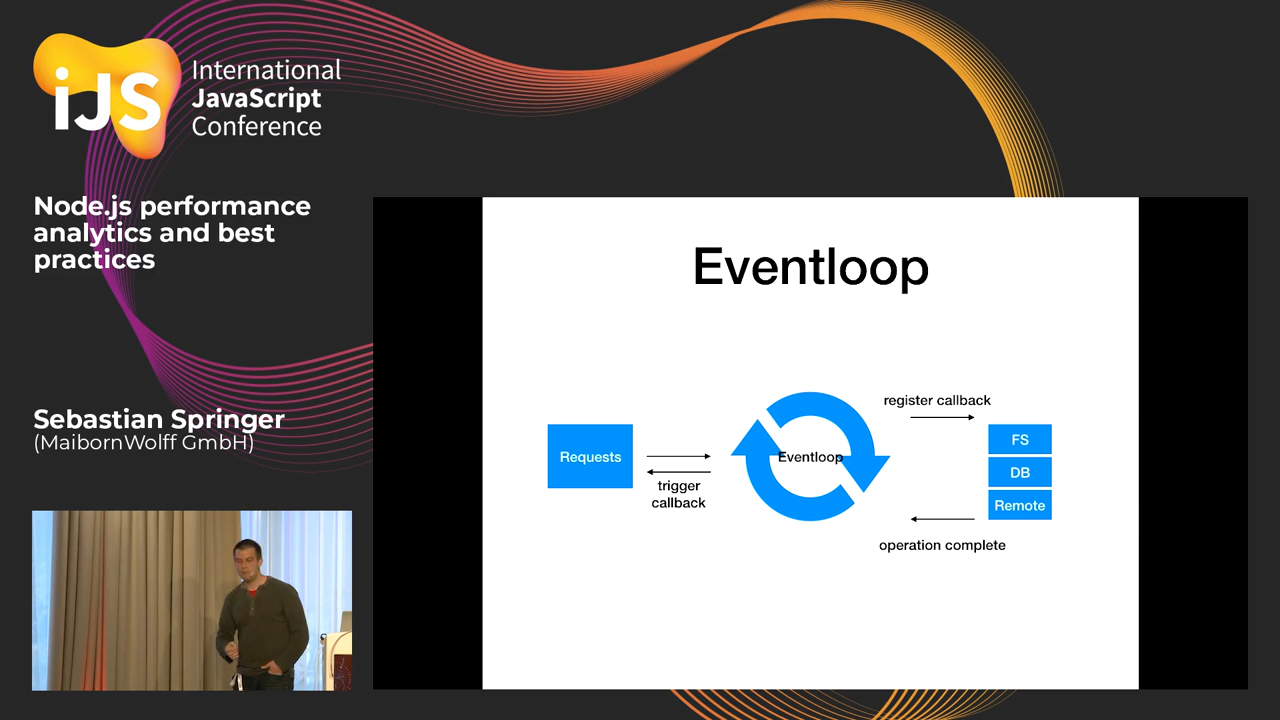 iJS
International
JavaScript
Conference
Node.js performance
analytics and best
practices
Sebastian Springer
(MaibornWolff GmbH)
Eventloop
Requests
trigger
callback
Eventloop
register callback
FS
DB
Remote
operation complete